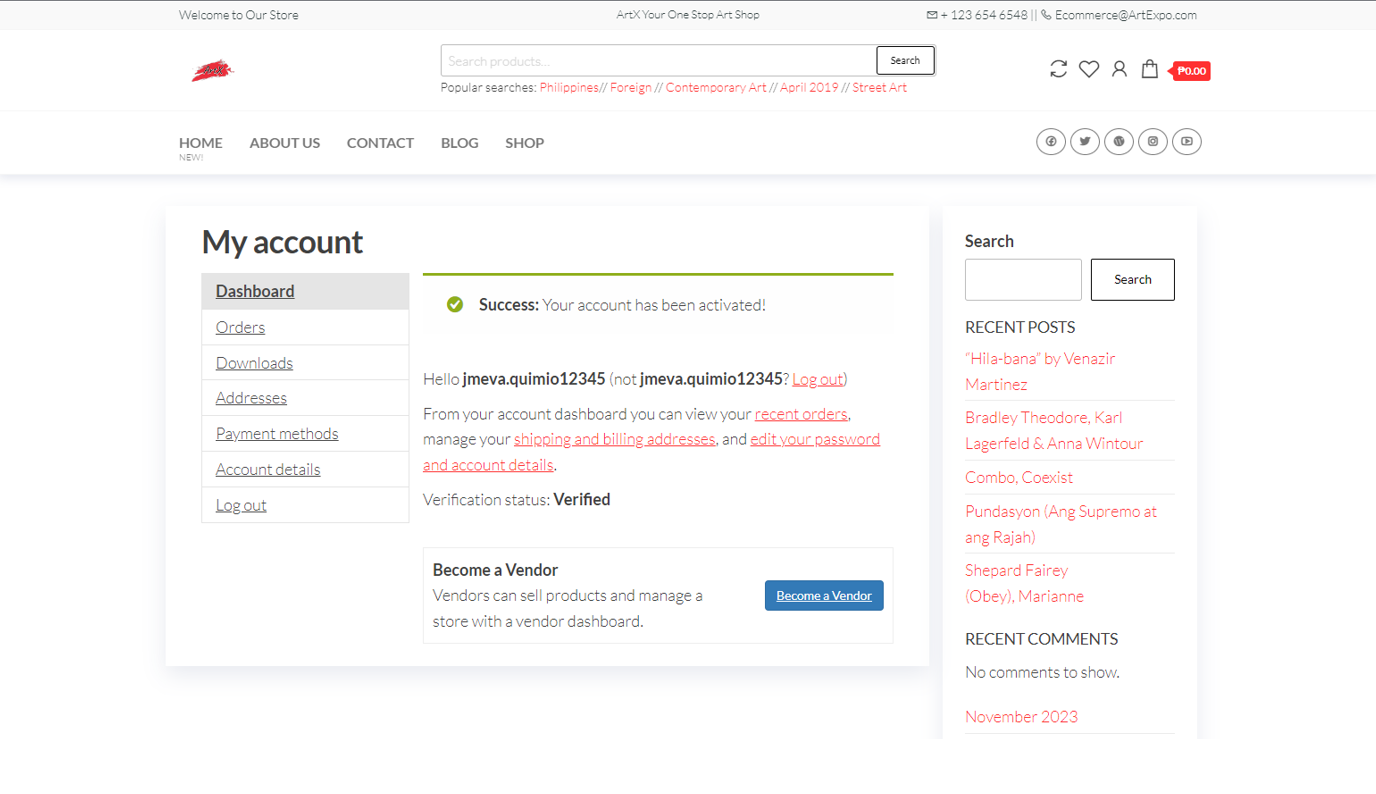 Welcome to Our Store
ArtX Your One Stop Art Shop
+ 123 654 6548 || Ecommerce@ArtExpo.com
Search products...
Search
₱0.00
Popular searches: Philippines// Foreign // Contemporary Art // April 2019 // Street Art
HOME
NEW!
ABOUT US
CONTACT
BLOG
SHOP
My account
Dashboard
Orders
Downloads
Addresses
Payment methods
Account details
Log out
Success: Your account has been activated!
Hello jmeva.quimio12345 (not jmeva.quimio12345? Log out)
From your account dashboard you can view your recent orders,
manage your shipping and billing addresses, and edit your password
and account details.
Verification status: Verified
Become a Vendor
Vendors can sell products and manage a
store with a vendor dashboard.
Become a Vendor
Search
Search
RECENT POSTS
“Hila-bana” by Venazir
Martinez
Bradley Theodore, Karl
Lagerfeld & Anna Wintour
Combo, Coexist
Pundasyon (Ang Supremo at
ang Rajah)
Shepard Fairey
(Obey), Marianne
RECENT COMMENTS
No comments to show.
November 2023